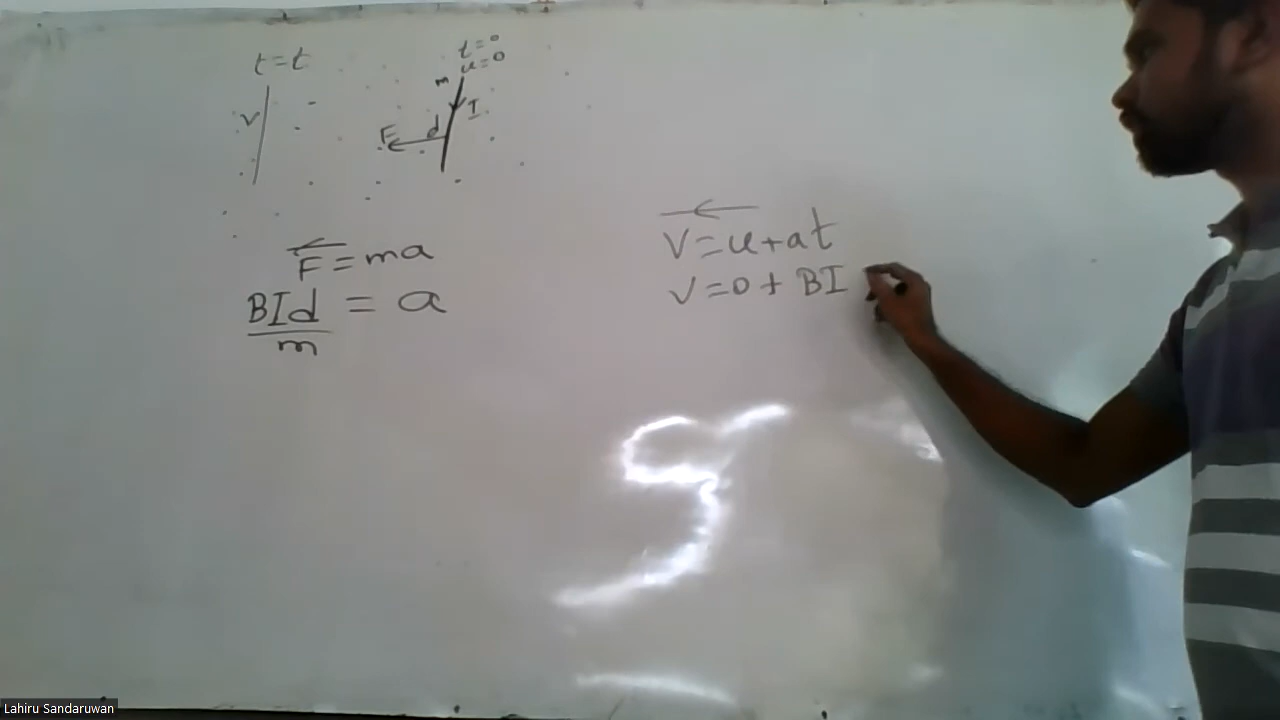 t=t
t=0
u=0
m
V
I
F
d
F=ma
BId/m = a
V=u+at
V=0+ BI
Lahiru Sandaruwan